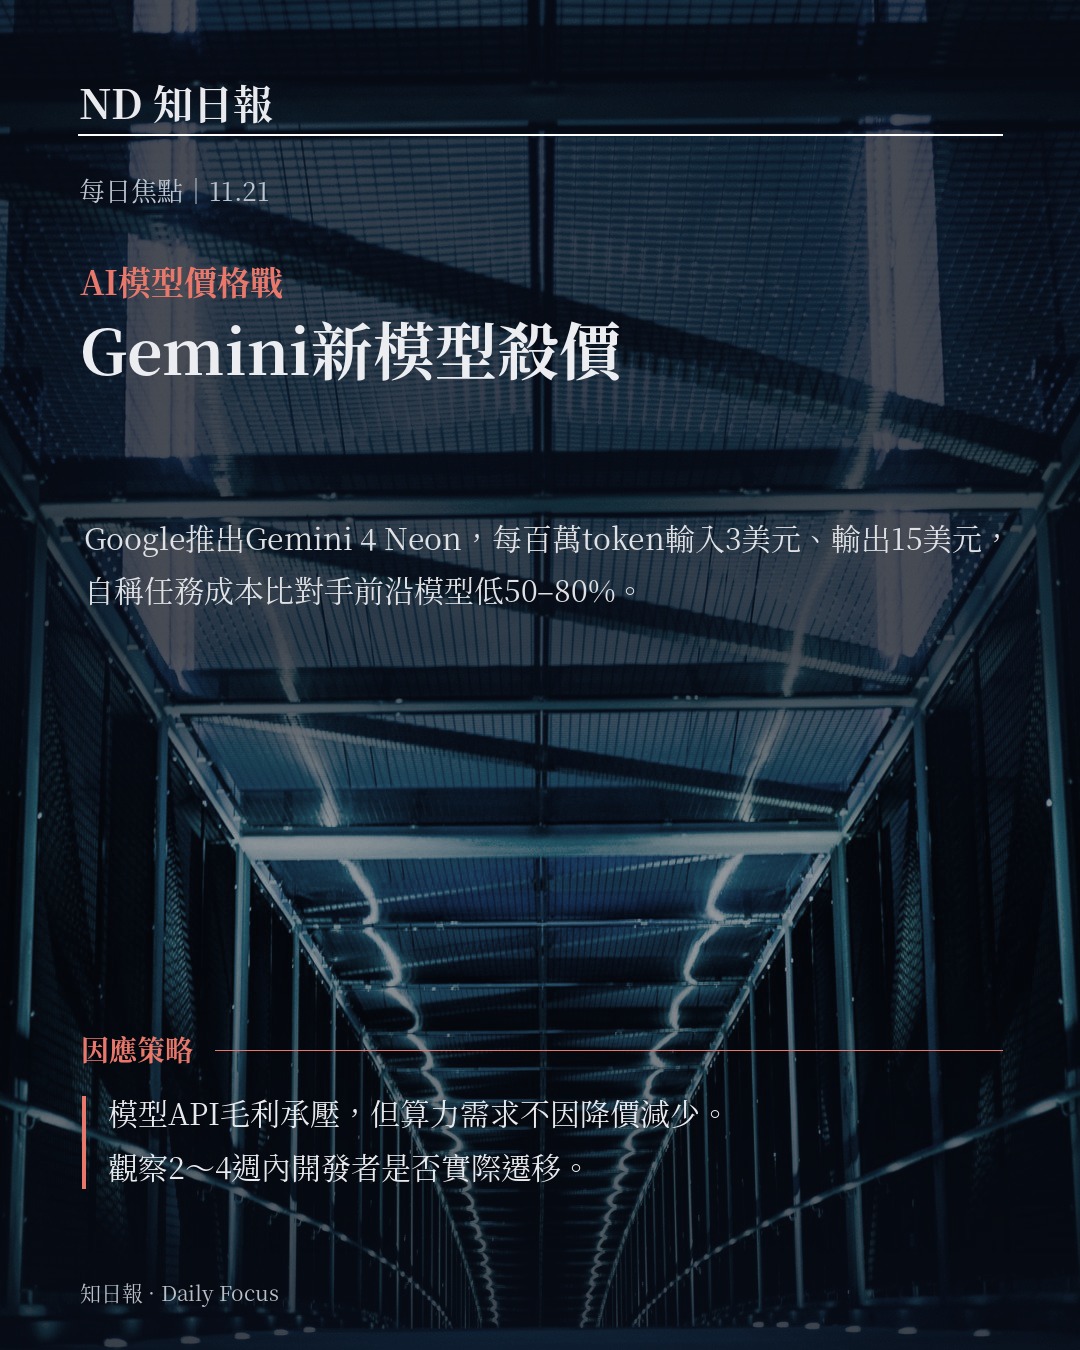 ND 知日報
每日焦點｜11.21
AI模型價格戰
Gemini新模型殺價
Google推出Gemini 4 Neon，每百萬token輸入3美元、輸出15美元，
自稱任務成本比對手前沿模型低50–80%。
因應策略
模型API毛利承壓，但算力需求不因降價減少。
觀察2～4週內開發者是否實際遷移。
知日報 · Daily Focus